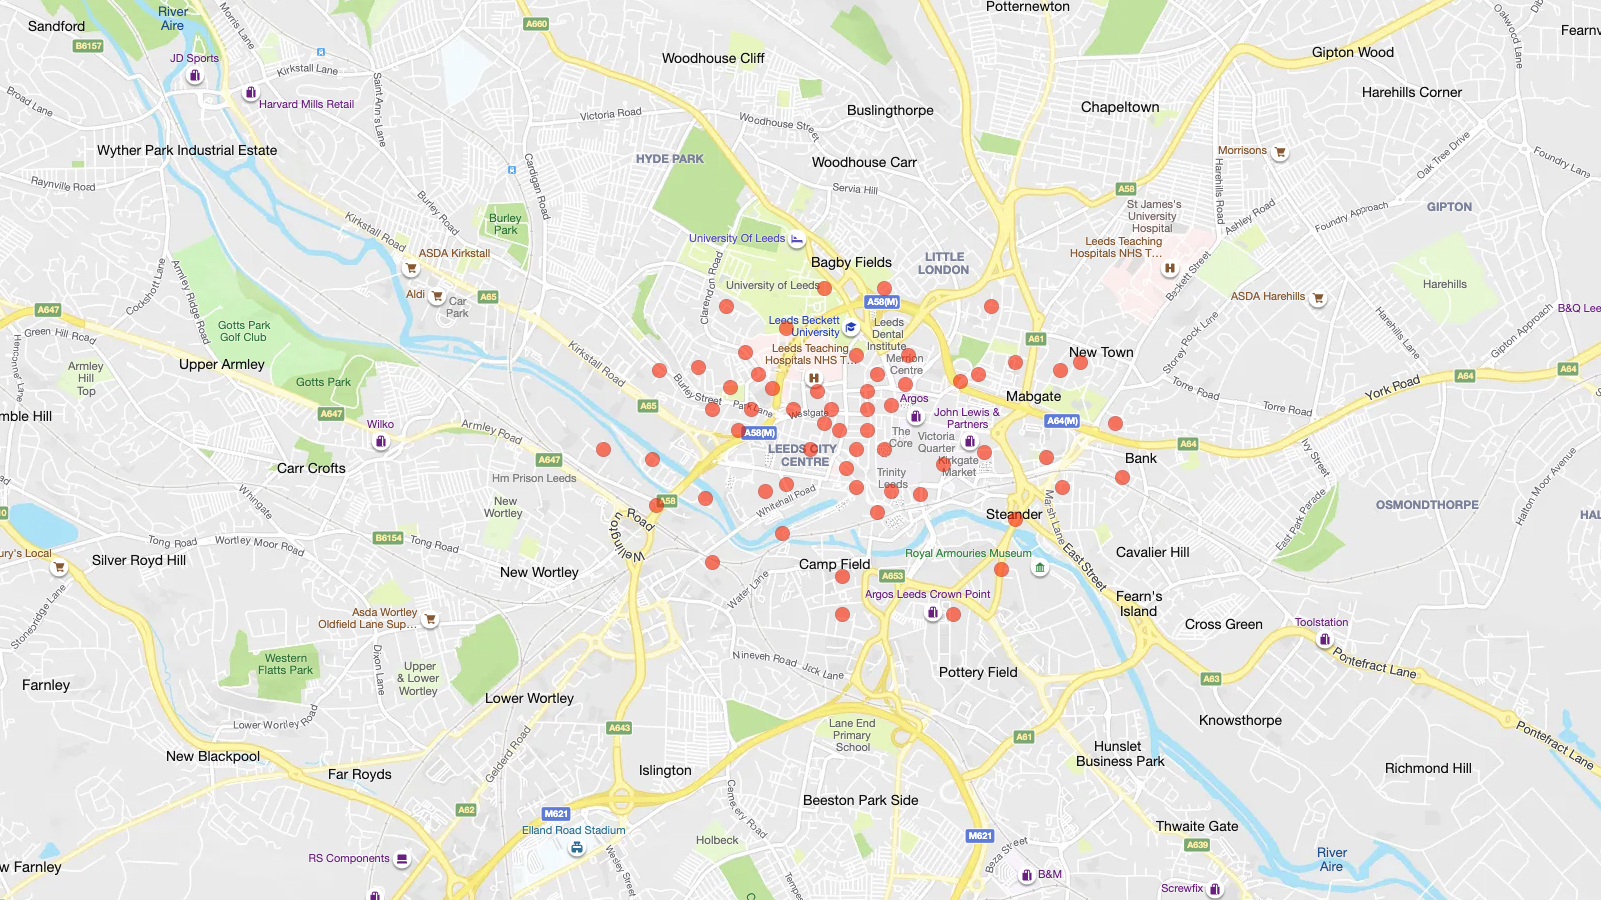 Sandford
River
Aire
Morris Lane
A660
Potternewton
Oakwood Lane
Fearnv
B6157
JD Sports
Kirkstall Lane
Woodhouse Cliff
Gipton Wood
Harvard Mills Retail
Saint Ann's Lane
Broad Lane
Victoria Road
Woodhouse Street
Buslingthorpe
Chapeltown
Harehills Corner
Wyther Park Industrial Estate
HYDE PARK
Woodhouse Carr
Morrisons
Oak Tree Drive
Foundry Lane
Raynville Road
Cardigan Road
Servia Hill
A58
Harehills Road
Burley Road
Burley
Park
St James's
University
Hospital
Ashley Road
Foundry Approach
GIPTON
Kirkstall Road
University Of Leeds
Leeds Teaching
Hospitals NHS T...
ASDA Kirkstall
Bagby Fields
LITTLE
LONDON
Beckett Street
Cockshott Lane
Armley Ridge Road
Clarendon Road
University of Leeds
Harehills
Aldi
Car
Park
A65
A58(M)
ASDA Harehills
A647
B&Q Lee
Green Hill Road
Gotts Park
Golf Club
Leeds Beckett
University
Leeds
Dental
Institute
Storey Rock Lane
Harehills Lane
Gipton Approach
A61
Henconner Lane
Upper Armley
Kirkstall Road
Leeds Teaching
Hospitals NHS T...
Merrion
Centre
New Town
Armley
Hill
Top
Gotts Park
Burley Street
Torre Road
York Road
A64
A64
A65
Park Lane
Westgate
Argos
Mabgate
Torre Road
mble Hill
A647
Wilko
Armley Road
A58(M)
The
Core
John Lewis &
Partners
A64(M)
A64
LEEDS CITY
CENTRE
Victoria
Quarter
Carr Crofts
A647
Kirkgate
Market
Bank
Ivy Street
Hm Prison Leeds
Trinity
Leeds
Whingate
New
Wortley
A58
Whitehall Road
Marsh Lane
Halton Moor Avenue
OSMONDTHORPE
Wellington Road
Steander
HAL
East Park Parade
B6154
Tong Road
Wortley Moor Road
Tong Road
ury's Local
Silver Royd Hill
Royal Armouries Museum
Cavalier Hill
East Street
New Wortley
Camp Field
A653
Water Lane
Argos Leeds Crown Point
Fearn's
Island
Stonebridge Lane
Asda Wortley
Oldfield Lane Sup...
Cross Green
Toolstation
Western
Flatts Park
Dixon Lane
Upper
& Lower
Wortley
Nineveh Road
Jack Lane
Pottery Field
Pontefract Lane
A63
Farnley
Lower Wortley
Lower Wortley Road
Knowsthorpe
A643
Lane End
Primary
School
A61
Pontefract Lane
New Blackpool
Gelderd Road
Hunslet
Business Park
Far Royds
Islington
Richmond Hill
Cemetery Road
Beeston Park Side
A62
M621
Elland Road Stadium
Thwaite Gate
Holbeck
M621
A639
Beza Street
River
Aire
RS Components
w Farnley
Wesley Street
B&M
Screwfix